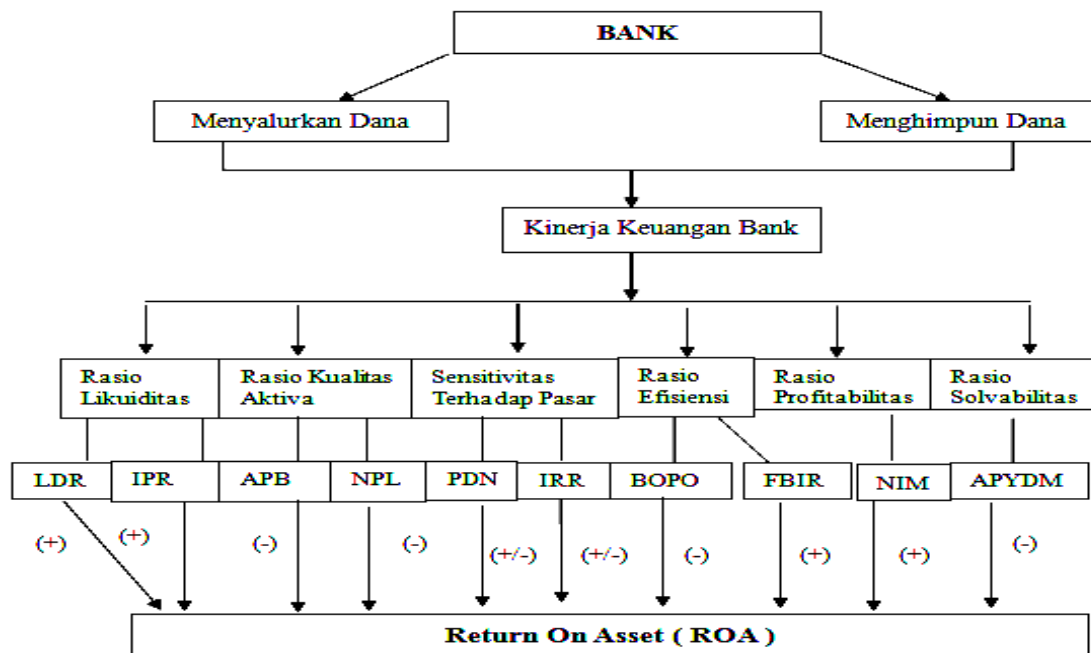 BANK
Menyalurkan Dana
Menghimpun Dana
Kinerja Keuangan Bank
Rasio
Likuiditas
Rasio Kualitas
Aktiva
Sensitivitas
Terhadap Pasar
Rasio
Efisiensi
Rasio
Profitabilitas
Rasio
Solvabilitas
LDR
IPR
APB
NPL
PDN
IRR
BOPO
FBIR
NIM
APYDM
(+)
(+)
(-)
(-)
(+/-)
(+/-)
(-)
(+)
(+)
(-)
Return On Asset ( ROA )